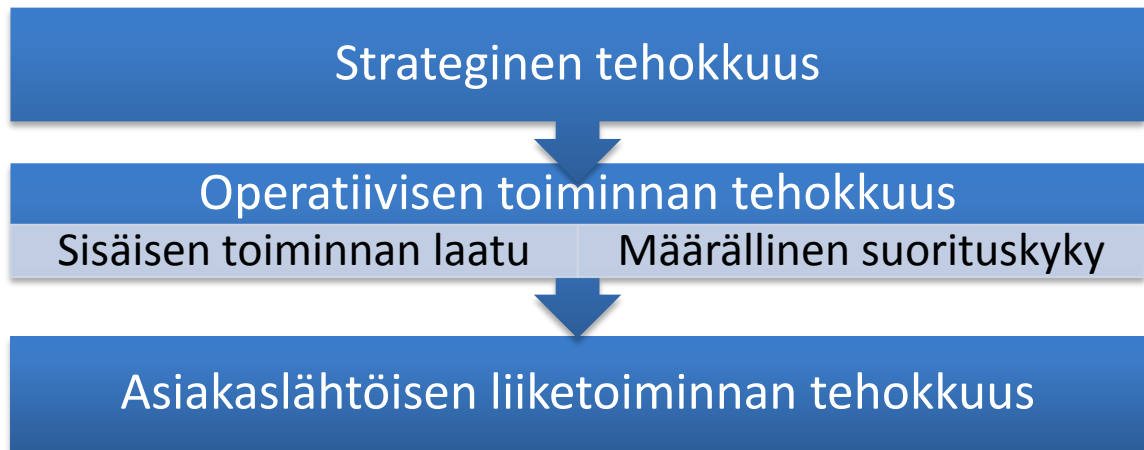 Strateginen tehokkuus
Operatiivisen toiminnan tehokkuus
Sisäisen toiminnan laatu
Määrällinen suorituskyky
Asiakaslähtöisen liiketoiminnan tehokkuus